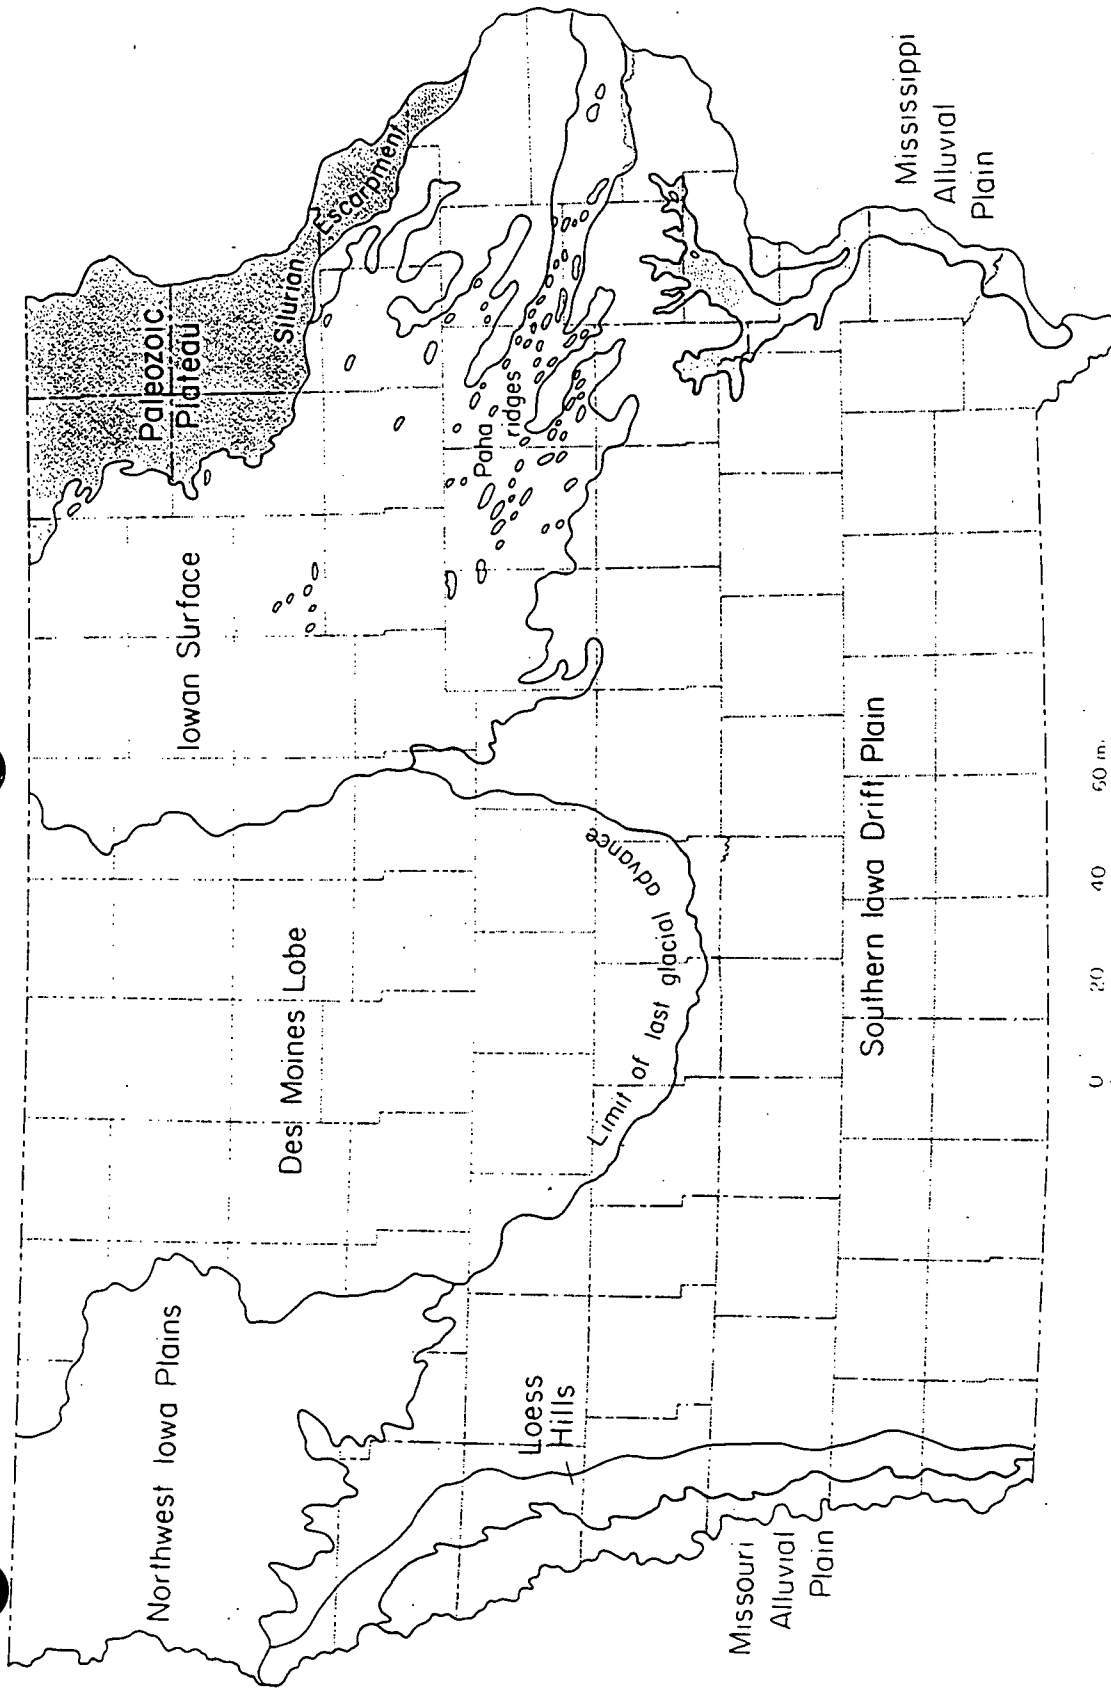 Paleozoic
Plateau
Silurian
Escarpment
Northwest Iowa Plains
Des Moines Lobe
Iowan Surface
Paha
ridges
Loess
Hills
Limit of last glacial advance
Missouri
Alluvial
Plain
Southern Iowa Drift Plain
Mississippi
Alluvial
Plain
0 20 40 60 mi.